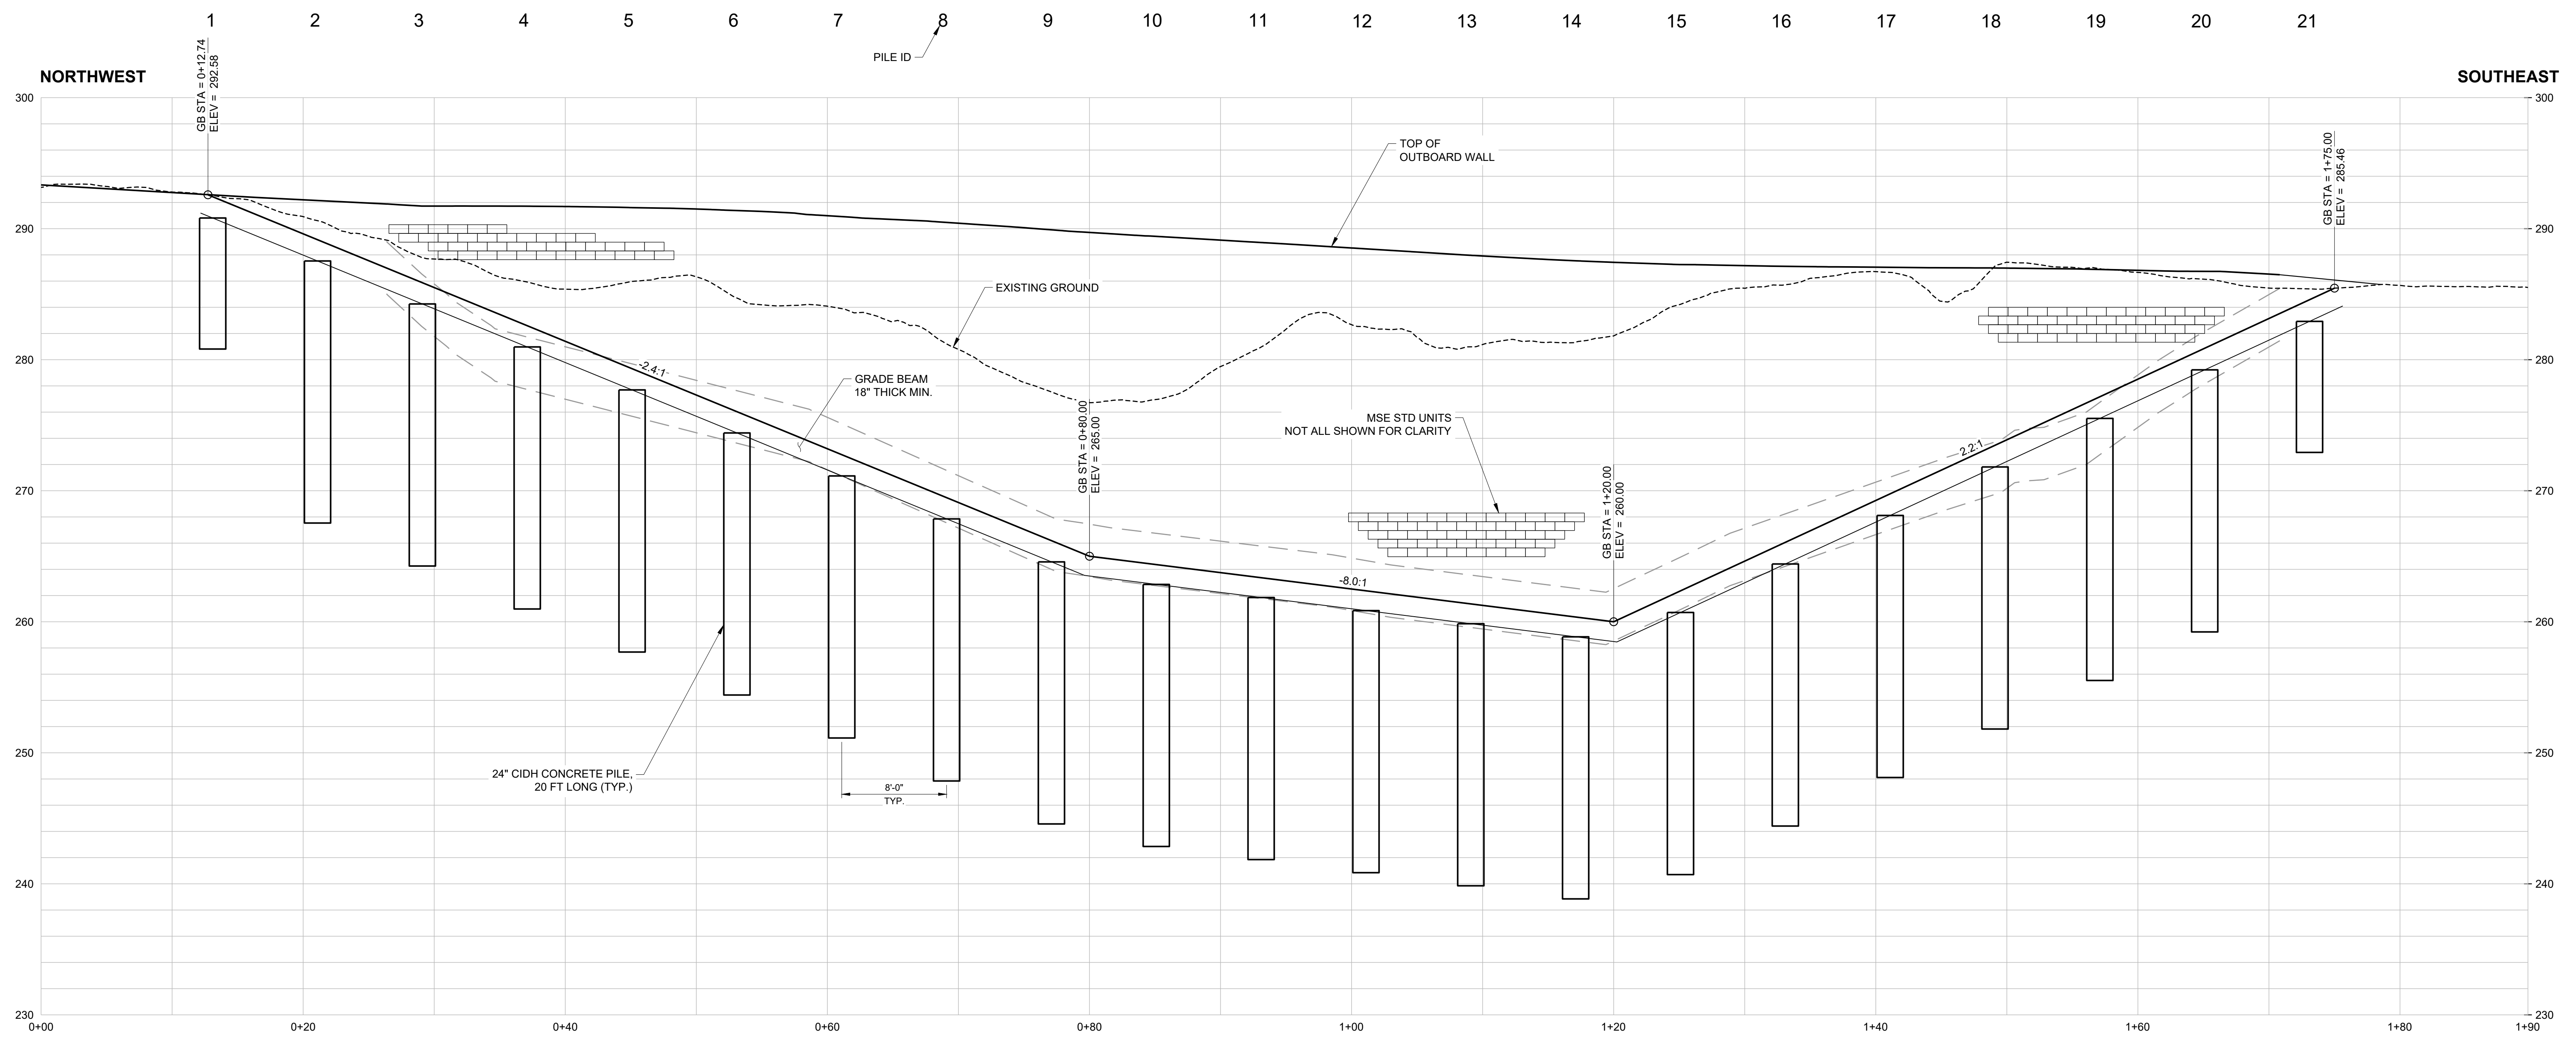 1 2 3 4 5 6 7 8 9 10 11 12 13 14 15 16 17 18 19 20 21
PILE ID
NORTHWEST
SOUTHEAST
GB STA = 0+12.74
ELEV = 292.58
300
300
TOP OF
OUTBOARD WALL
GB STA = 1+75.00
ELEV = 285.46
290
290
EXISTING GROUND
280
280
-2.4:1
GRADE BEAM
18" THICK MIN.
GB STA = 0+80.00
ELEV = 265.00
MSE STD UNITS
NOT ALL SHOWN FOR CLARITY
2.2:1
GB STA = 1+20.00
ELEV = 260.00
270
270
-8.0:1
260
260
250
250
24" CIDH CONCRETE PILE,
20 FT LONG (TYP.)
8'-0"
TYP.
240
240
230
230
0+00 0+20 0+40 0+60 0+80 1+00 1+20 1+40 1+60 1+80 1+90